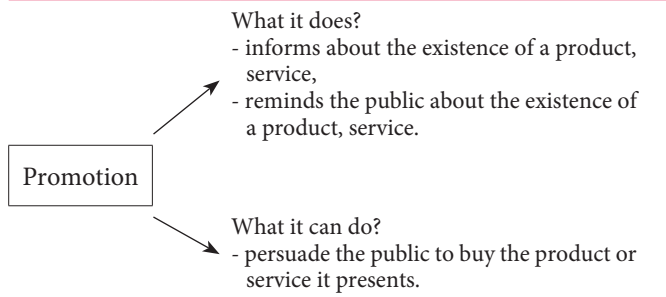 What it does?
- informs about the existence of a product,
service,
- reminds the public about the existence of
a product, service.
Promotion
What it can do?
- persuade the public to buy the product or
service it presents.